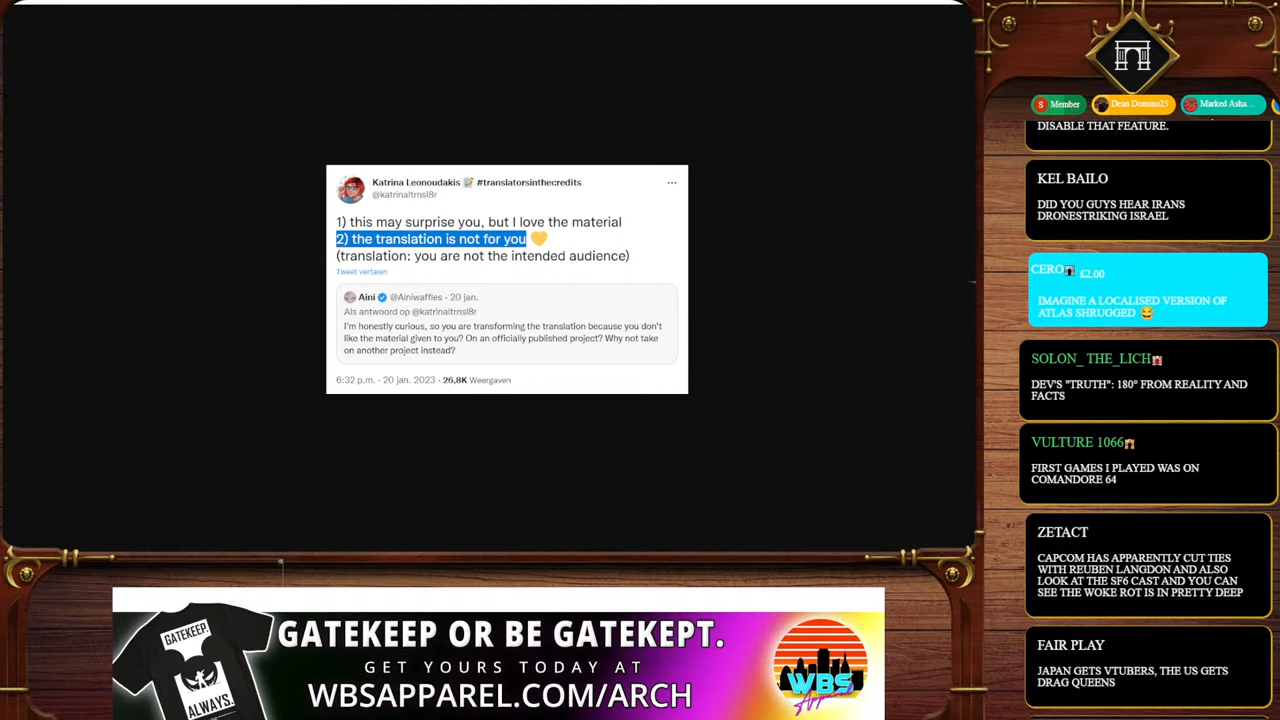 Katrina Leonoudakis 📝 #translatorsinthecredits
@katrinaltrnsl8r
1) this may surprise you, but I love the material
2) the translation is not for you 💛
(translation: you are not the intended audience)
Tweet vertalen
Aini @Ainiwaffles · 20 jan.
Als antwoord op @katrinaltrnsl8r
I'm honestly curious, so you are transforming the translation because you don't
like the material given to you? On an officially published project? Why not take
on another project instead?
6:32 p.m. · 20 jan. 2023 · 26,8K Weergaven
GATEKEEP.
ALWAYS.
GATEKEEP OR BE GATEKEPT.
GET YOURS TODAY AT
WBSAPPAREL.COM/ARCH
WBS
Apparel
S Member
Dean Domino25
Marked Asha...
DISABLE THAT FEATURE.
KEL BAILO
DID YOU GUYS HEAR IRANS
DRONESTRIKING ISRAEL
CERO £2.00
IMAGINE A LOCALISED VERSION OF
ATLAS SHRUGGED 😂
SOLON_THE_LICH
DEV'S "TRUTH": 180° FROM REALITY AND
FACTS
VULTURE 1066
FIRST GAMES I PLAYED WAS ON
COMANDORE 64
ZETACT
CAPCOM HAS APPARENTLY CUT TIES
WITH REUBEN LANGDON AND ALSO
LOOK AT THE SF6 CAST AND YOU CAN
SEE THE WOKE ROT IS IN PRETTY DEEP
FAIR PLAY
JAPAN GETS VTUBERS, THE US GETS
DRAG QUEENS